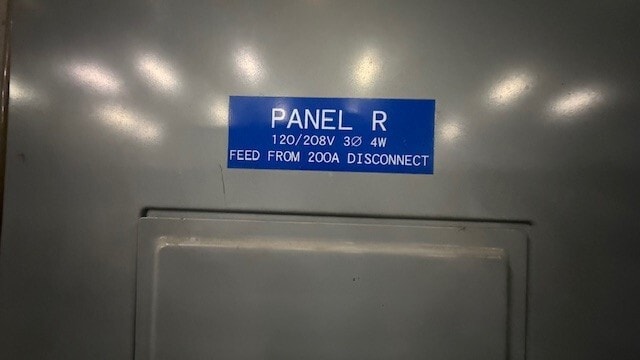 PANEL R
120/208V 3Ø 4W
FEED FROM 200A DISCONNECT